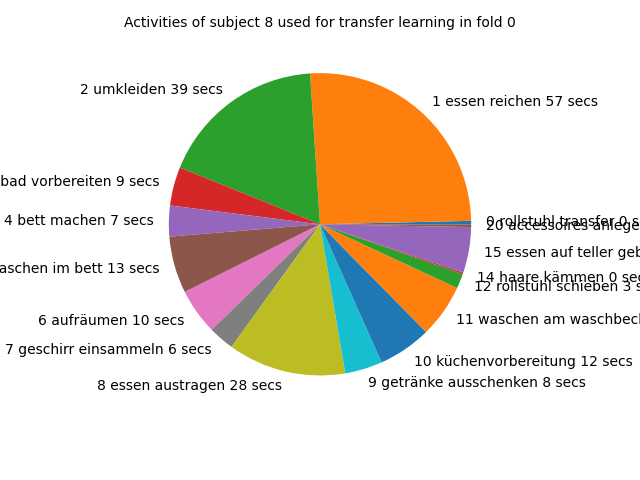 Activities of subject 8 used for transfer learning in fold 0
2 umkleiden 39 secs
1 essen reichen 57 secs
bad vorbereiten 9 secs
4 bett machen 7 secs
0 rollstuhl transfer 0 s
20 accessoires anlege
15 essen auf teller geb
im bett 13 secs
14 haare kämmen 0 sec
12 rollstuhl schieben 3 s
6 aufräumen 10 secs
11 waschen am waschbec
7 geschirr einsammeln 6 secs
10 küchenvorbereitung 12 secs
8 essen austragen 28 secs
9 getränke ausschenken 8 secs